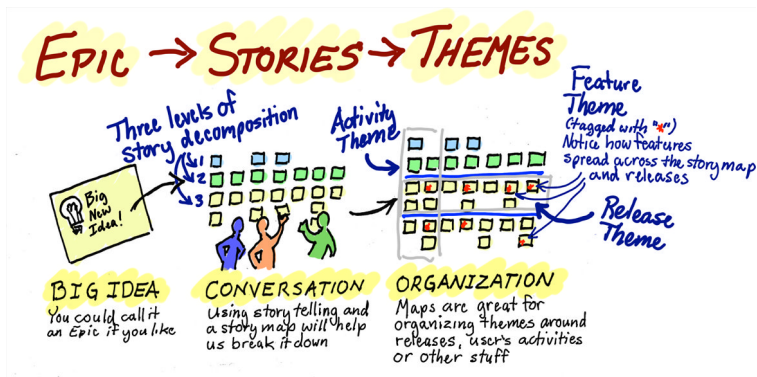 EPIC → STORIES → THEMES
Three levels of
story decomposition
1
2
3
Big
New
Idea!
Activity
Theme
Feature
Theme
(tagged with "*")
Notice how features
spread across the story map
and releases
Release
Theme
BIG IDEA
You could call it
an Epic if you like
CONVERSATION
Using story telling and
a story map will help
us break it down
ORGANIZATION
Maps are great for
organizing themes around
releases, user's activities
or other stuff